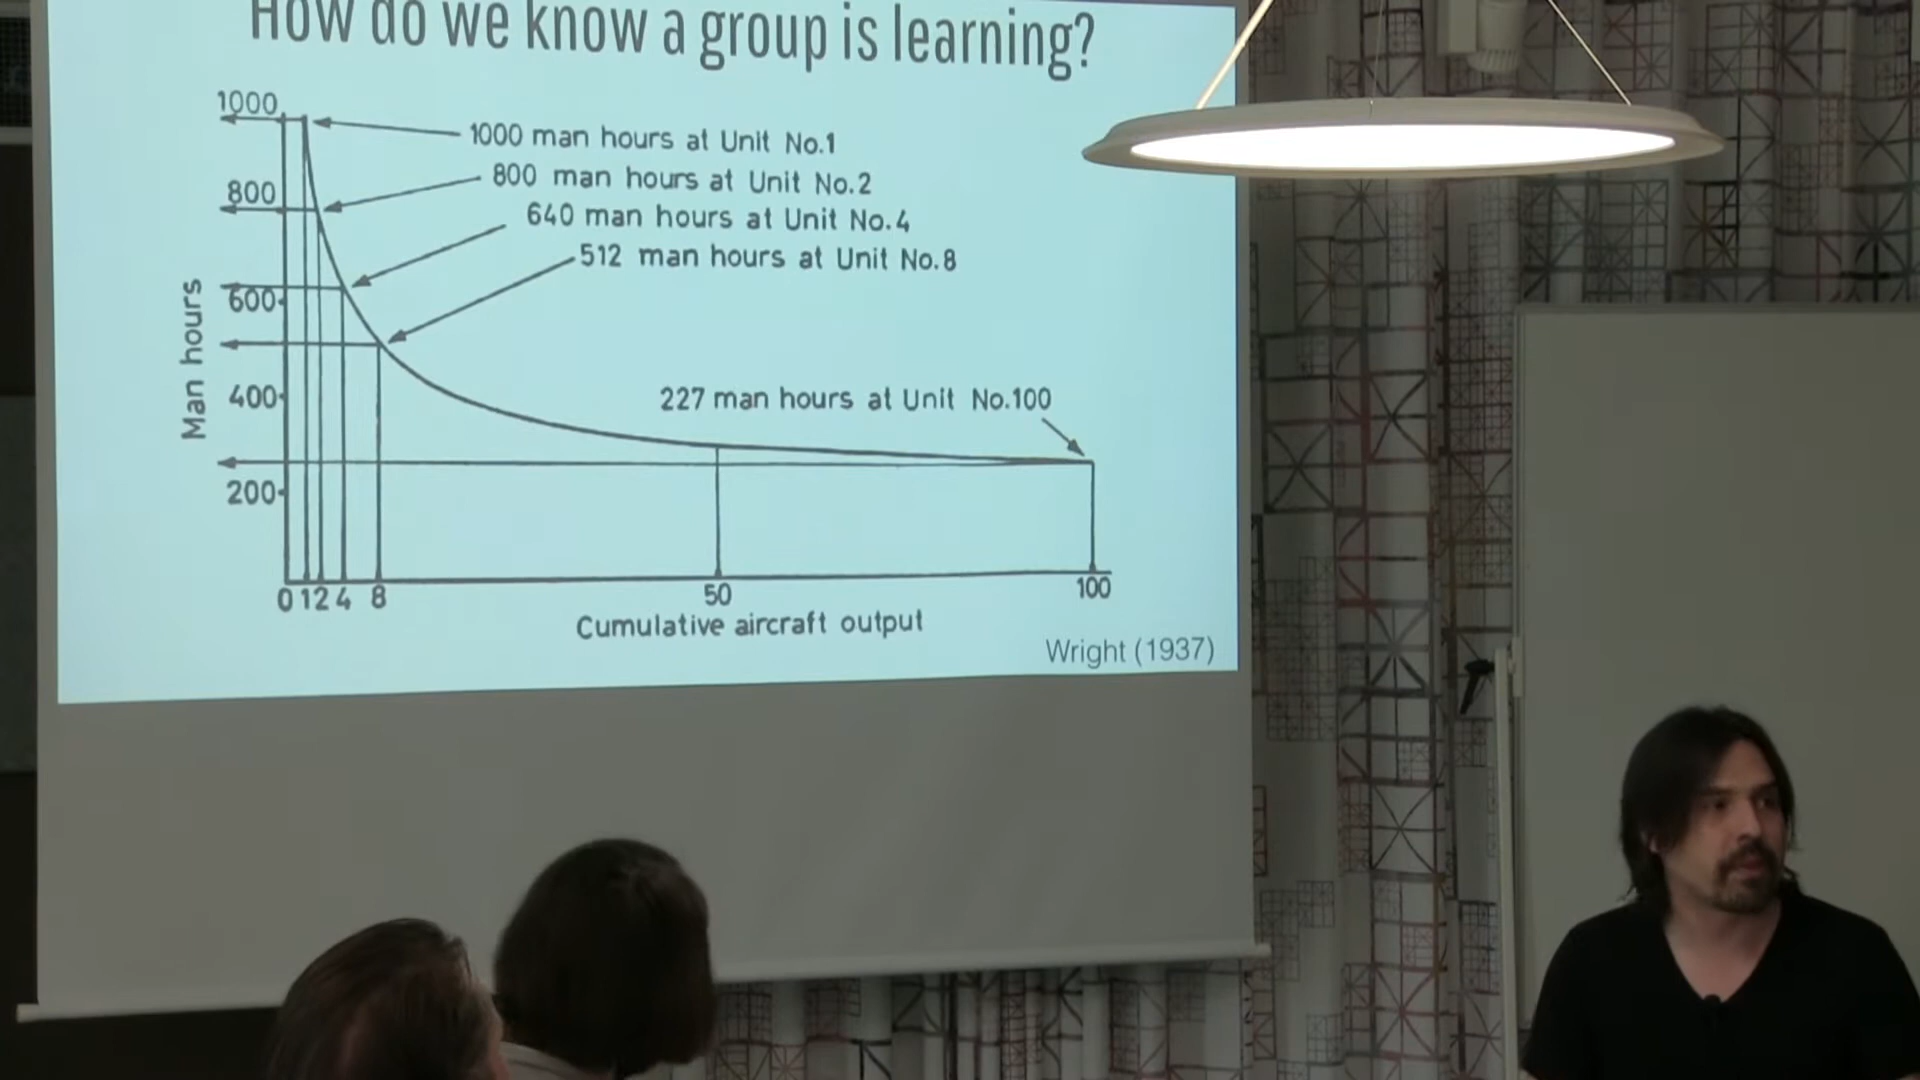 How do we know a group is learning?
1000
1000 man hours at Unit No.1
800
800 man hours at Unit No.2
640 man hours at Unit No.4
512 man hours at Unit No.8
600
Man hours
400
227 man hours at Unit No.100
200
0 1 2 4 8 50 100
Cumulative aircraft output
Wright (1937)